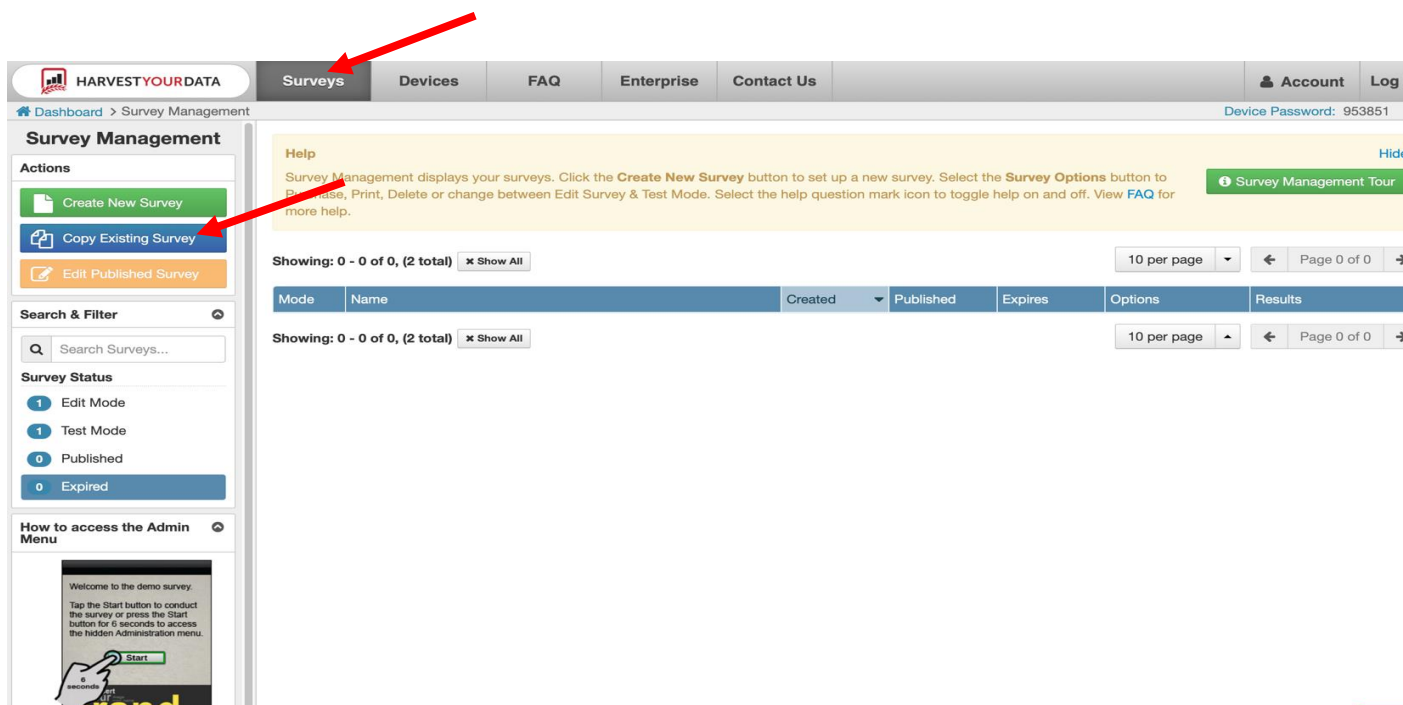 HARVESTYOURDATA
Surveys Devices FAQ Enterprise Contact Us Account Log
Dashboard > Survey Management Device Password: 953851
Survey Management
Actions
Create New Survey
Copy Existing Survey
Edit Published Survey
Search & Filter
Search Surveys...
Survey Status
1 Edit Mode
1 Test Mode
0 Published
0 Expired
How to access the Admin
Menu
Welcome to the demo survey.
Tap the Start button to conduct
the survey or press the Start
button for 6 seconds to access
the hidden Administration menu.
Start
6
seconds
Help Hide
Survey Management displays your surveys. Click the Create New Survey button to set up a new survey. Select the Survey Options button to
Print, Delete or change between Edit Survey & Test Mode. Select the help question mark icon to toggle help on and off. View FAQ for
more help.
Survey Management Tour
Showing: 0 - 0 of 0, (2 total) × Show All 10 per page Page 0 of 0
Mode Name Created Published Expires Options Results
Showing: 0 - 0 of 0, (2 total) × Show All 10 per page Page 0 of 0